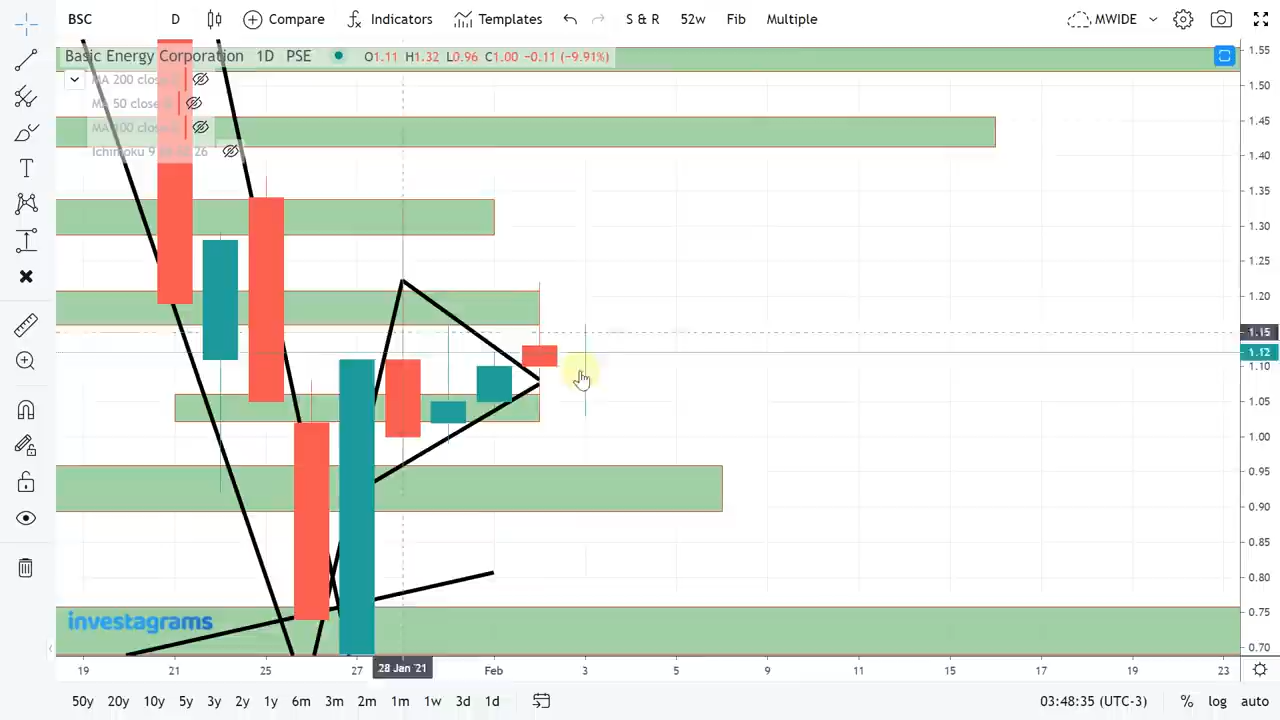 BSC D Compare Indicators Templates S & R 52w Fib Multiple MWIDE
Basic Energy Corporation 1D PSE O1.11 H1.32 L0.96 C1.00 −0.11 (−9.91%)
MA 200 close
MA 50 close
MA 100 close
Ichimoku 9 26
1.55
1.50
1.45
1.40
1.35
1.30
1.25
1.20
1.15
1.12
1.10
1.05
1.00
0.95
0.90
0.85
0.80
0.75
0.70
investagrams
19 21 25 27 28 Jan '21 Feb 3 5 9 11 15 17 19 23
50y 20y 10y 5y 3y 2y 1y 6m 3m 2m 1m 1w 3d 1d 03:48:35 (UTC-3) % log auto